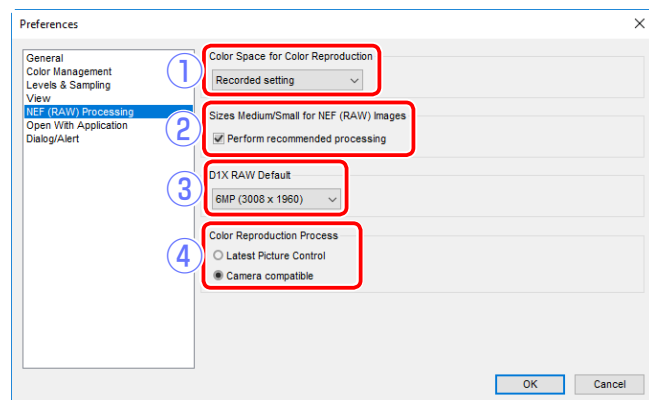 Preferences
General
Color Management
Levels & Sampling
View
NEF (RAW) Processing
Open With Application
Dialog/Alert
① Color Space for Color Reproduction
Recorded setting
② Sizes Medium/Small for NEF (RAW) Images
Perform recommended processing
③ D1X RAW Default
6MP (3008 x 1960)
④ Color Reproduction Process
Latest Picture Control
Camera compatible
OK
Cancel